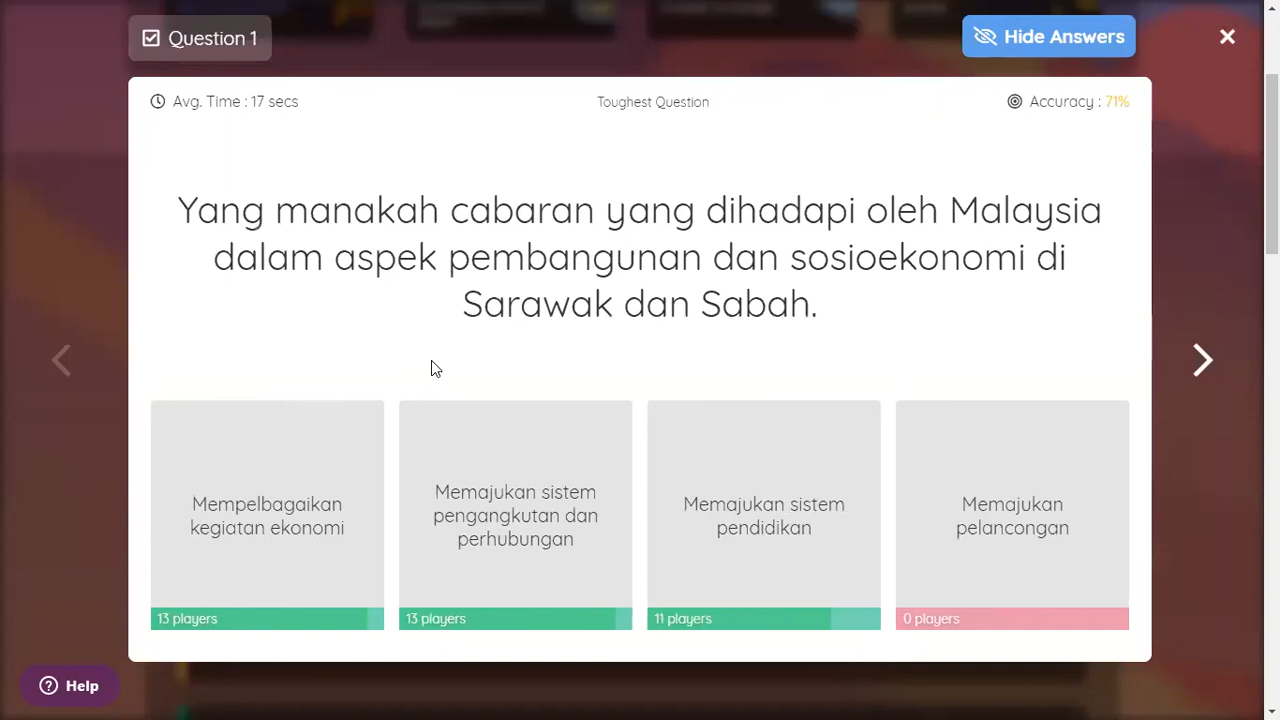 Question 1
Hide Answers
Avg. Time : 17 secs
Toughest Question
Accuracy : 71%
Yang manakah cabaran yang dihadapi oleh Malaysia
dalam aspek pembangunan dan sosioekonomi di
Sarawak dan Sabah.
Mempelbagaikan
kegiatan ekonomi
13 players
Memajukan sistem
pengangkutan dan
perhubungan
13 players
Memajukan sistem
pendidikan
11 players
Memajukan
pelancongan
0 players
Help